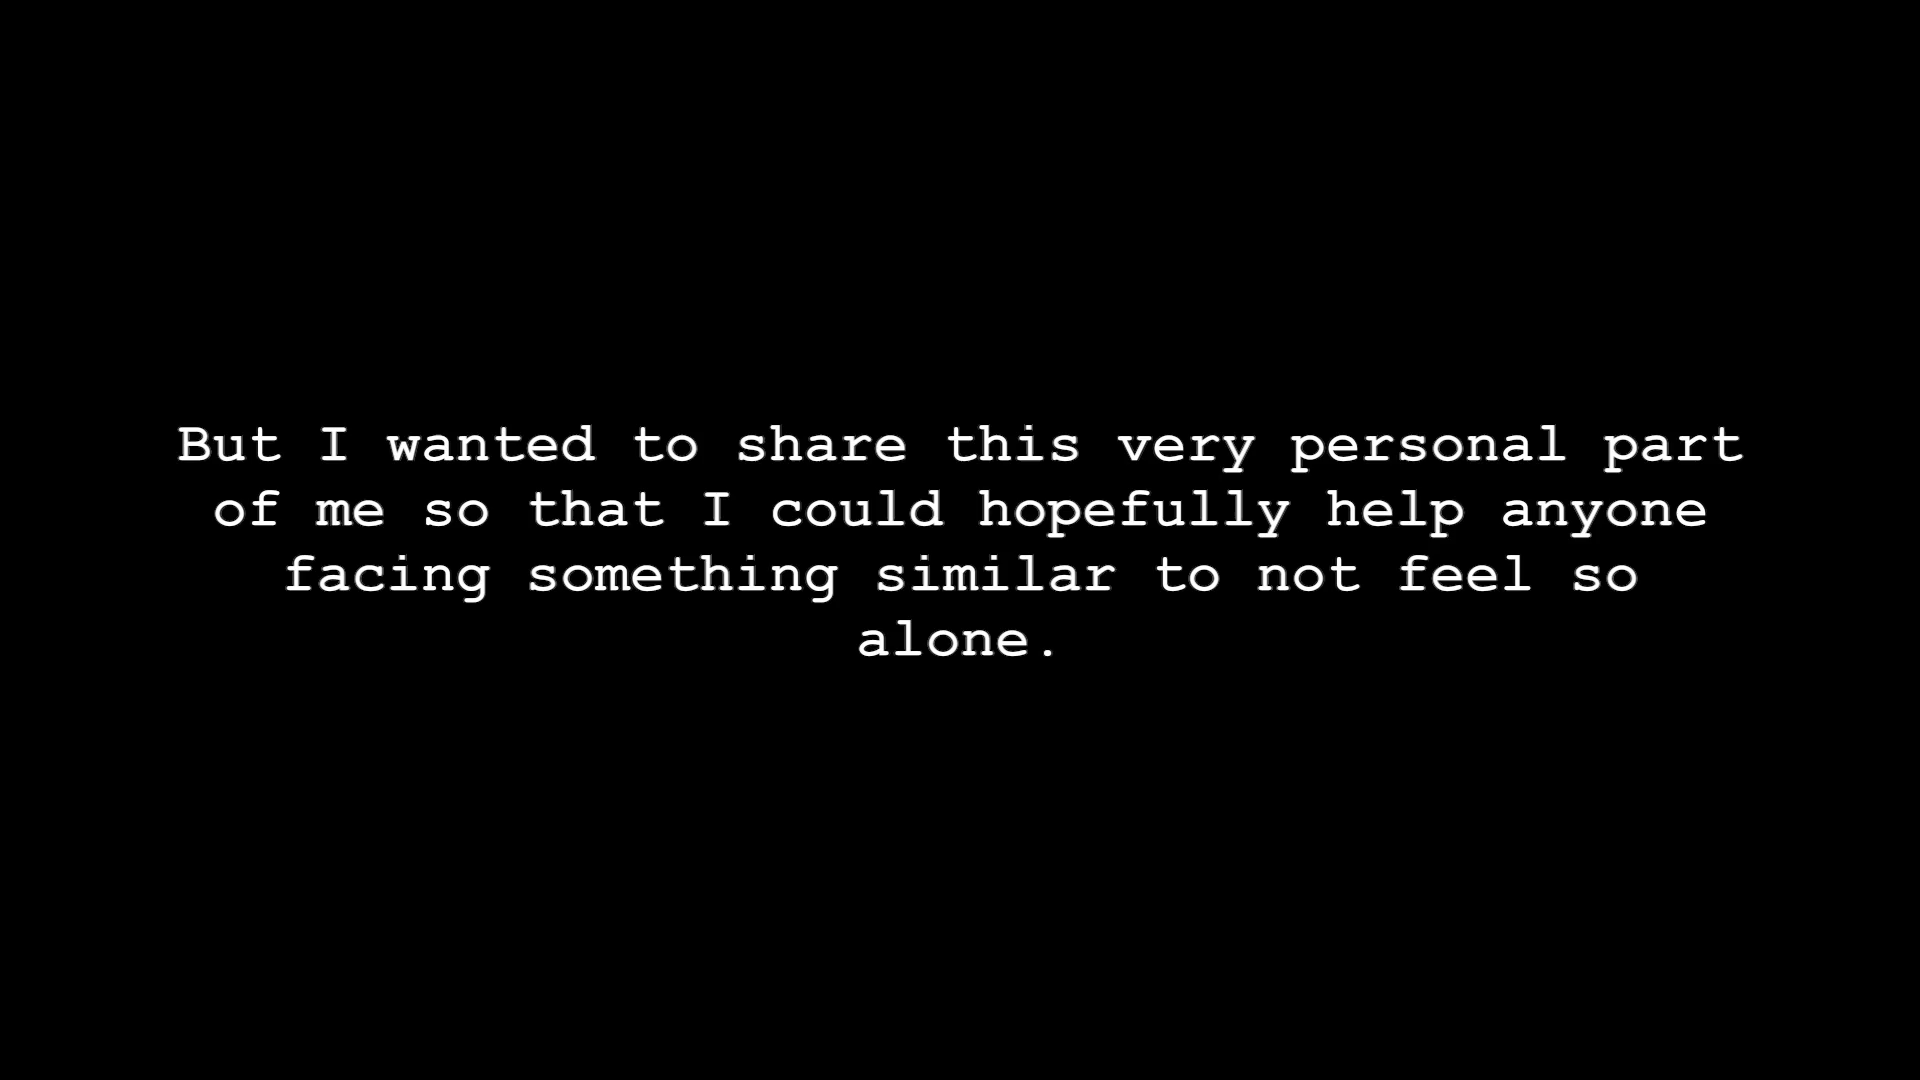 But I wanted to share this very personal part
of me so that I could hopefully help anyone
facing something similar to not feel so
alone.